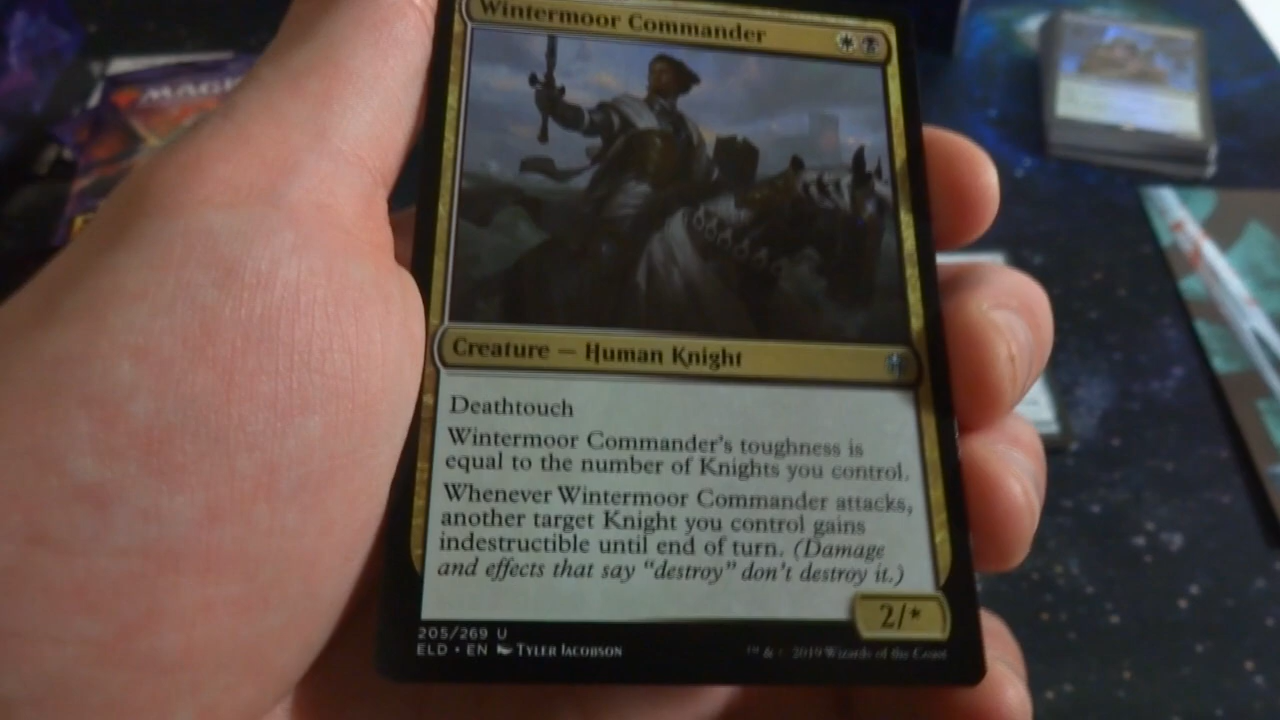 MAGI
Wintermoor Commander
Creature — Human Knight
Deathtouch
Wintermoor Commander's toughness is
equal to the number of Knights you control.
Whenever Wintermoor Commander attacks,
another target Knight you control gains
indestructible until end of turn. (Damage
and effects that say "destroy" don't destroy it.)
2/*
205/269 U
ELD • EN Tyler Jacobson
™ & © 2019 Wizards of the Coast